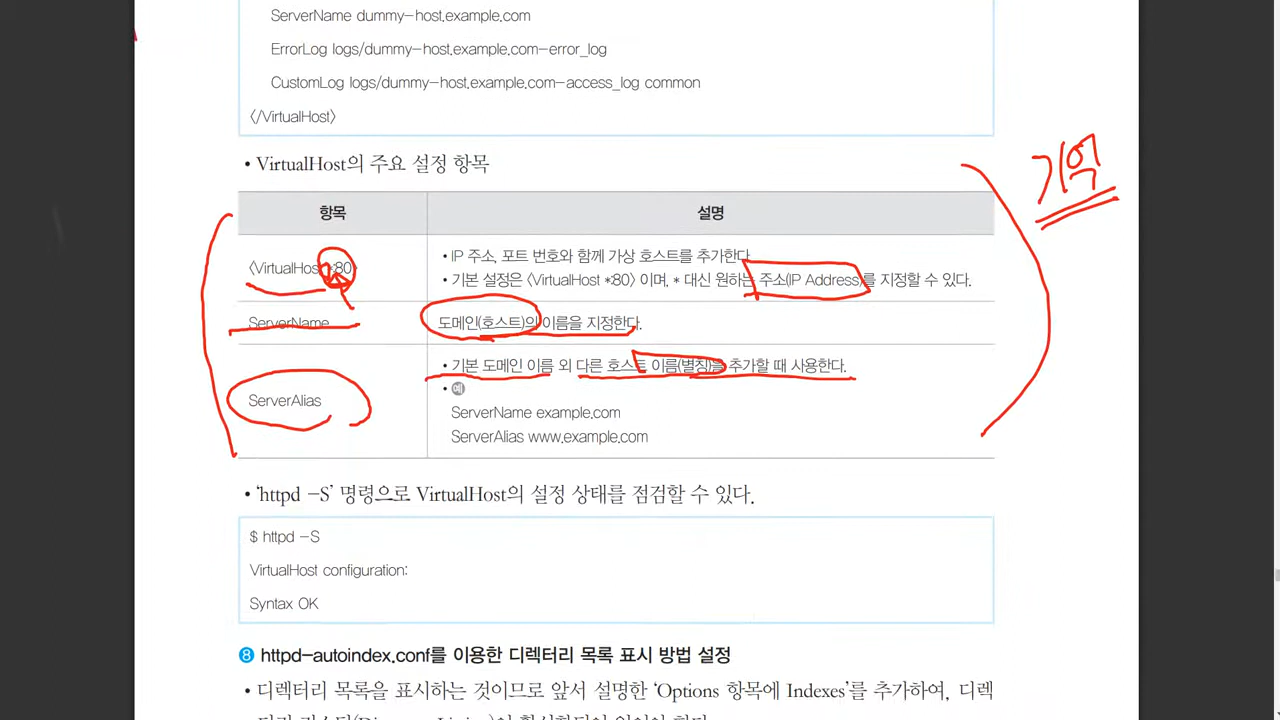 ServerName dummy-host.example.com
ErrorLog logs/dummy-host.example.com-error_log
CustomLog logs/dummy-host.example.com-access_log common
〈/VirtualHost〉
• VirtualHost의 주요 설정 항목
기억
항목 설명
〈VirtualHost *80〉
• IP 주소, 포트 번호와 함께 가상 호스트를 추가한다.
• 기본 설정은 〈VirtualHost *80〉 이며, * 대신 원하는 주소(IP Address)를 지정할 수 있다.
ServerName 도메인(호스트)의 이름을 지정한다.
• 기본 도메인 이름 외 다른 호스트 이름(별칭)을 추가할 때 사용한다.
• 예
ServerAlias
ServerName example.com
ServerAlias www.example.com
• ‘httpd -S’ 명령으로 VirtualHost의 설정 상태를 점검할 수 있다.
$ httpd -S
VirtualHost configuration:
Syntax OK
8 httpd-autoindex.conf를 이용한 디렉터리 목록 표시 방법 설정
• 디렉터리 목록을 표시하는 것이므로 앞서 설명한 ‘Options 항목에 Indexes’를 추가하여, 디렉